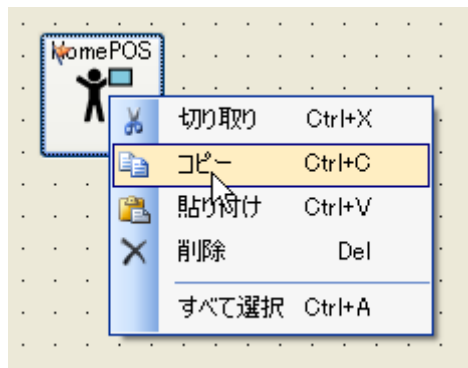 HomePOS
切り取り Ctrl+X
コピー Ctrl+C
貼り付け Ctrl+V
削除 Del
すべて選択 Ctrl+A